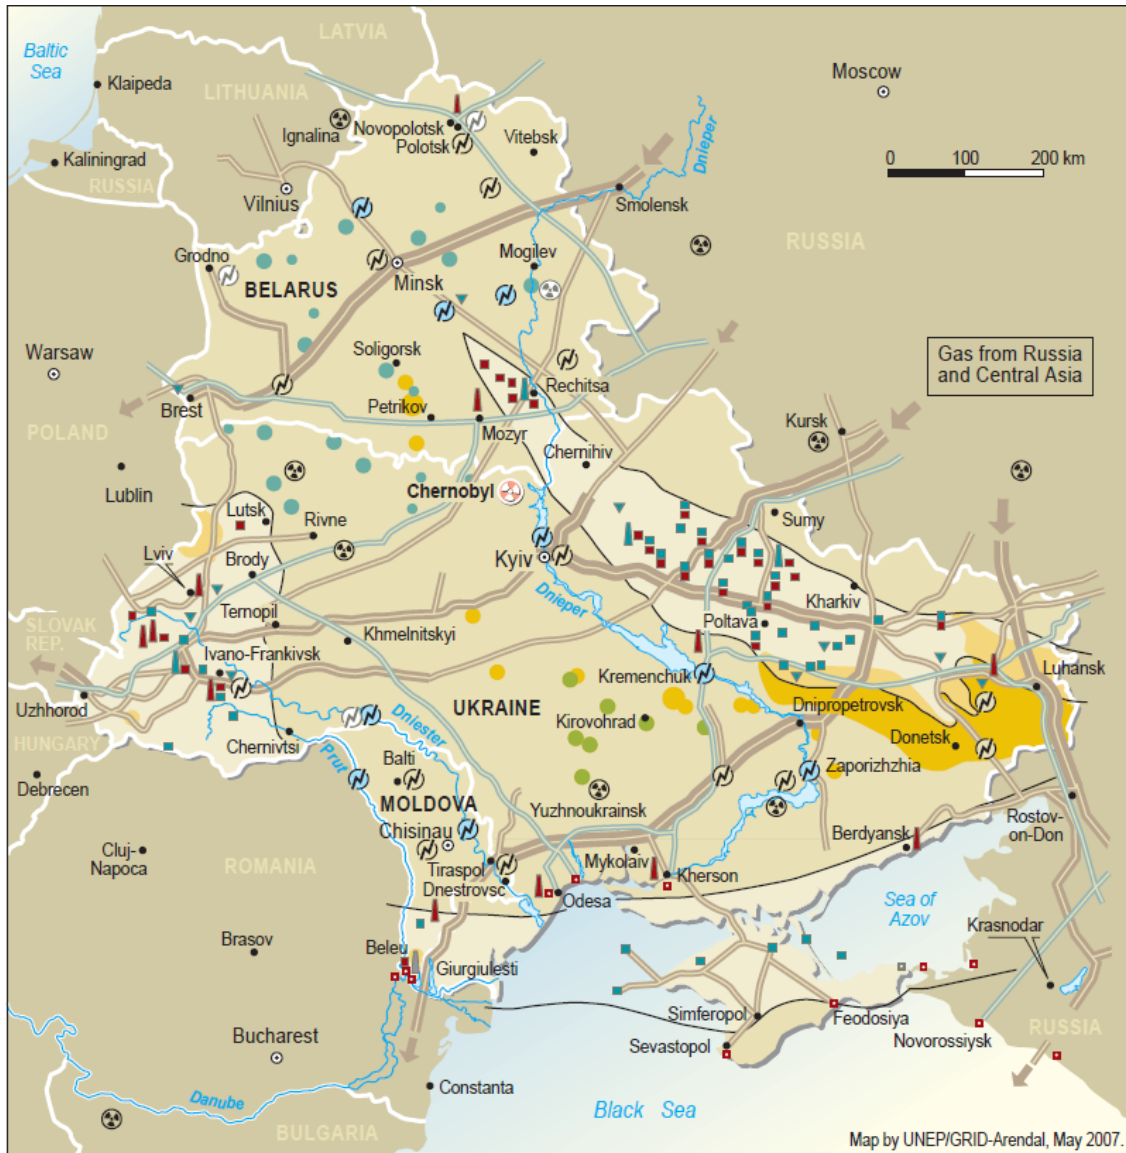 LATVIA
Baltic
Sea
Klaipeda
Moscow
LITHUANIA
Ignalina
Novopolotsk
Polotsk
Vitebsk
Dnieper
0 100 200 km
Kaliningrad
RUSSIA
Vilnius
Smolensk
RUSSIA
Grodno
Mogilev
Minsk
BELARUS
Warsaw
Soligorsk
Gas from Russia
and Central Asia
Rechitsa
Brest
Petrikov
Mozyr
Kursk
POLAND
Chernihiv
Lublin
Chernobyl
Lutsk
Rivne
Sumy
Lviv
Brody
Kyiv
Dnieper
Kharkiv
Ternopil
Poltava
SLOVAK
REP.
Khmelnitskyi
Ivano-Frankivsk
Kremenchuk
Luhansk
Uzhhorod
UKRAINE
Dnipropetrovsk
Kirovohrad
Dniester
Chernivtsi
Donetsk
HUNGARY
Prut
Balti
Zaporizhzhia
Debrecen
MOLDOVA
Yuzhnoukrainsk
Rostov-
on-Don
Chisinau
Berdyansk
Cluj-
Napoca
ROMANIA
Mykolaiv
Tiraspol
Dnestrovsc
Kherson
Odesa
Sea of
Azov
Krasnodar
Brasov
Beleu
Giurgiulesti
Simferopol
Feodosiya
Bucharest
Sevastopol
Novorossiysk
RUSSIA
Constanta
Danube
Black Sea
BULGARIA
Map by UNEP/GRID-Arendal, May 2007.